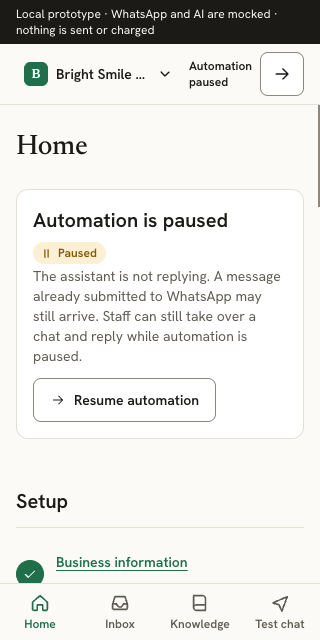 Local prototype · WhatsApp and AI are mocked ·
nothing is sent or charged
B Bright Smile ...
Automation
paused
Home
Automation is paused
Paused
The assistant is not replying. A message
already submitted to WhatsApp may
still arrive. Staff can still take over a
chat and reply while automation is
paused.
Resume automation
Setup
Business information
Home Inbox Knowledge Test chat